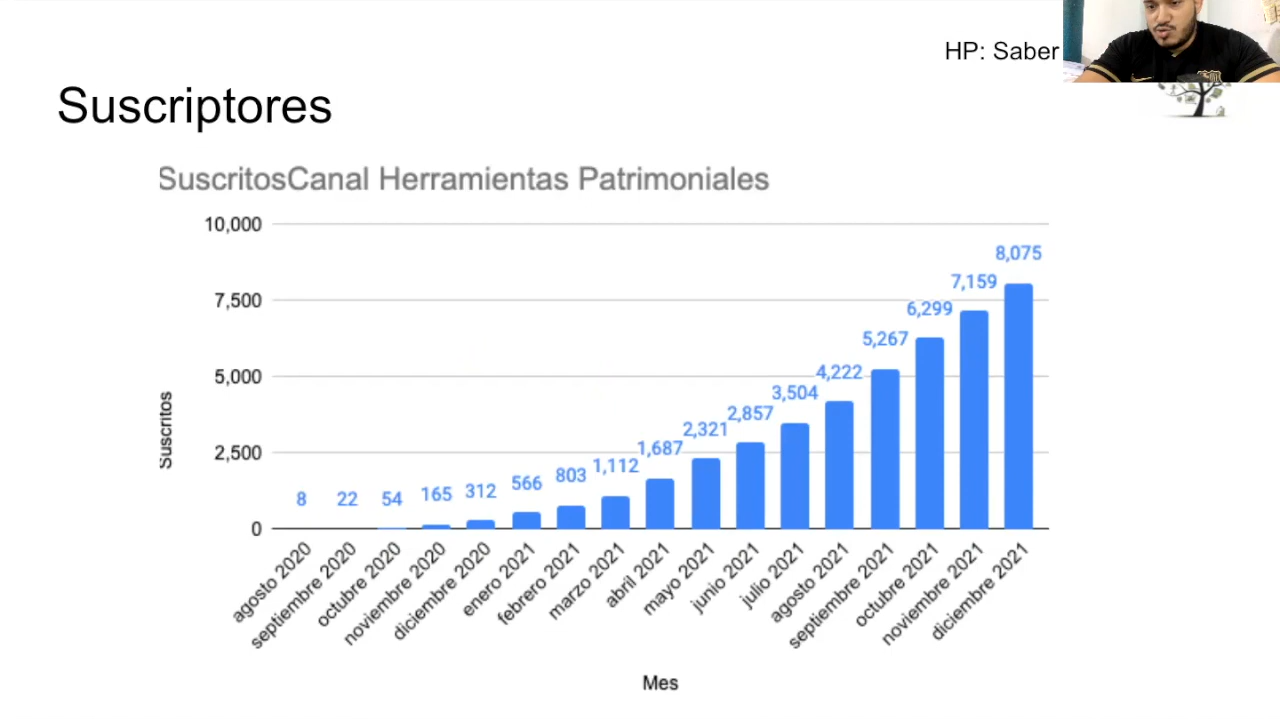 HP: Saber
Suscriptores
SuscritosCanal Herramientas Patrimoniales
10,000
7,500
5,000
2,500
0
Suscritos
8
22
54
165
312
566
803
1,112
1,687
2,321
2,857
3,504
4,222
5,267
6,299
7,159
8,075
agosto 2020
septiembre 2020
octubre 2020
noviembre 2020
diciembre 2020
enero 2021
febrero 2021
marzo 2021
abril 2021
mayo 2021
junio 2021
julio 2021
agosto 2021
septiembre 2021
octubre 2021
noviembre 2021
diciembre 2021
Mes